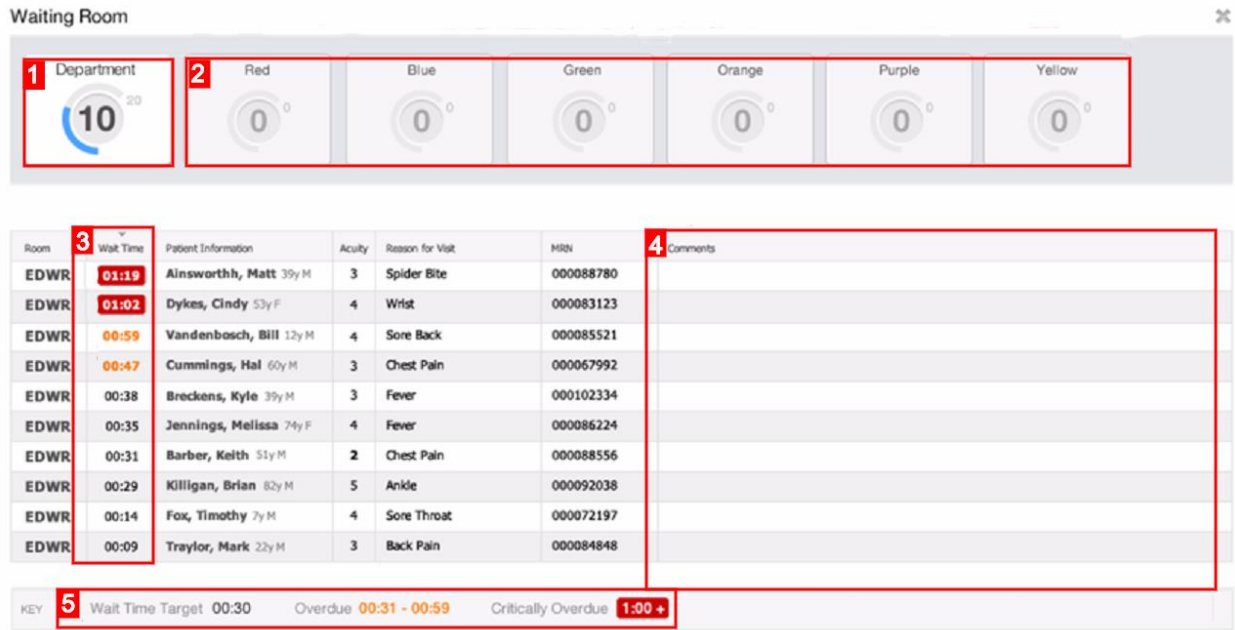 Waiting Room
1 Department 2 Red Blue Green Orange Purple Yellow
10 20 0 0 0 0 0 0 0 0 0 0 0 0
Room 3 Wait Time Patient Information Acuity Reason for Visit MRN 4 Comments
EDWR 01:19 Ainsworthh, Matt 39y M 3 Spider Bite 000088780
EDWR 01:02 Dykes, Cindy 53y F 4 Wrist 000083123
EDWR 00:59 Vandenbosch, Bill 12y M 4 Sore Back 000085521
EDWR 00:47 Cummings, Hal 60y M 3 Chest Pain 000067992
EDWR 00:38 Breckens, Kyle 39y M 3 Fever 000102334
EDWR 00:35 Jennings, Melissa 74y F 4 Fever 000086224
EDWR 00:31 Barber, Keith 51y M 2 Chest Pain 000088556
EDWR 00:29 Killigan, Brian 82y M 5 Ankle 000092038
EDWR 00:14 Fox, Timothy 7y M 4 Sore Throat 000072197
EDWR 00:09 Traylor, Mark 22y M 3 Back Pain 000084848
KEY 5 Wait Time Target 00:30 Overdue 00:31 - 00:59 Critically Overdue 1:00 +